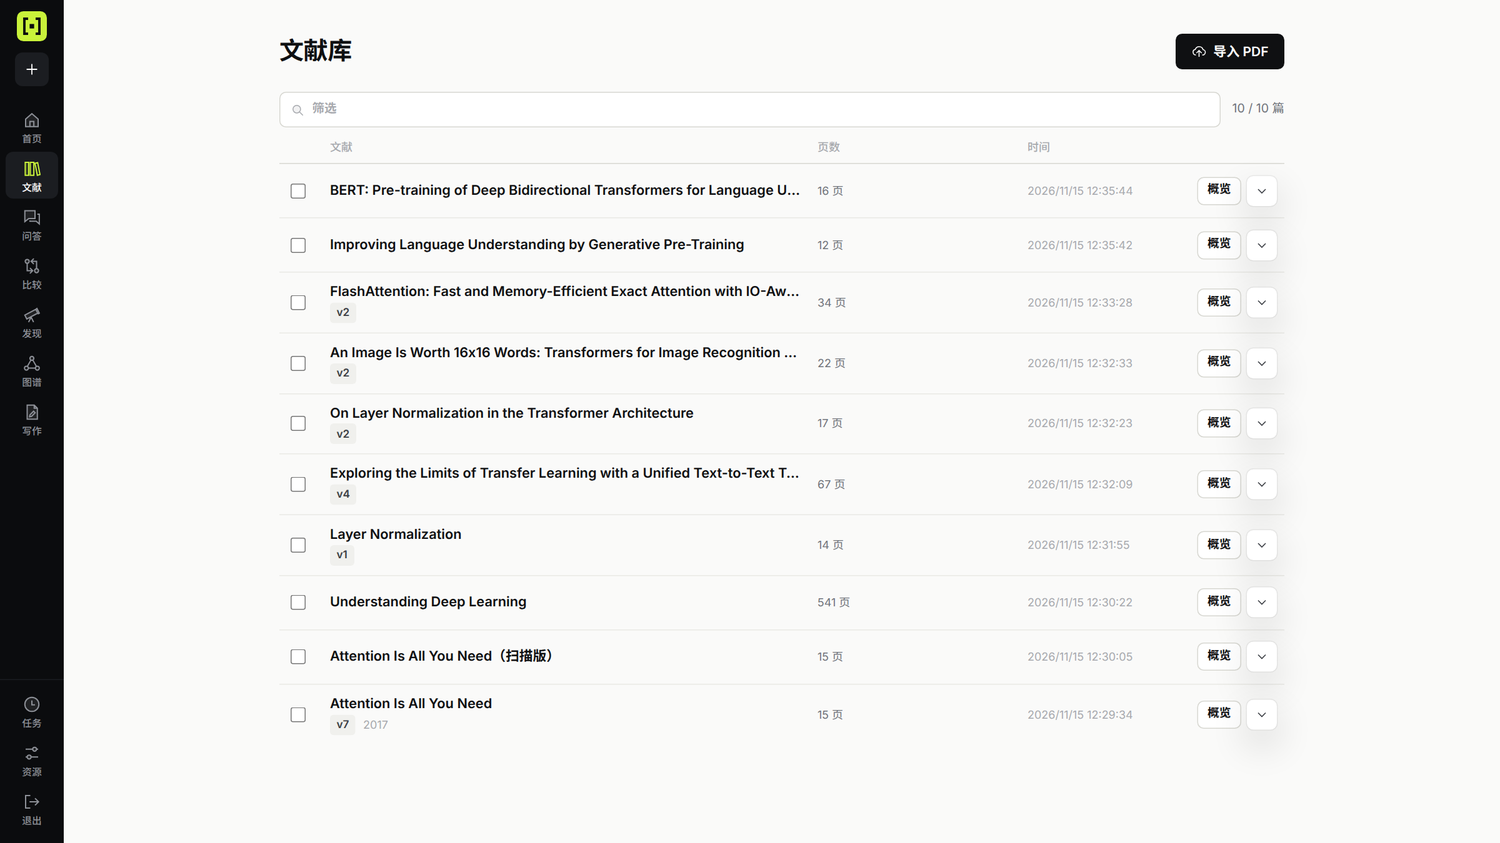 首页
文献
问答
比较
发现
图谱
写作
任务
资源
退出
文献库
导入 PDF
筛选
10 / 10 篇
文献 页数 时间
BERT: Pre-training of Deep Bidirectional Transformers for Language U... 16 页 2026/11/15 12:35:44 概览
Improving Language Understanding by Generative Pre-Training 12 页 2026/11/15 12:35:42 概览
FlashAttention: Fast and Memory-Efficient Exact Attention with IO-Aw... 34 页 2026/11/15 12:33:28 概览
v2
An Image Is Worth 16x16 Words: Transformers for Image Recognition ... 22 页 2026/11/15 12:32:33 概览
v2
On Layer Normalization in the Transformer Architecture 17 页 2026/11/15 12:32:23 概览
v2
Exploring the Limits of Transfer Learning with a Unified Text-to-Text T... 67 页 2026/11/15 12:32:09 概览
v4
Layer Normalization 14 页 2026/11/15 12:31:55 概览
v1
Understanding Deep Learning 541 页 2026/11/15 12:30:22 概览
Attention Is All You Need（扫描版） 15 页 2026/11/15 12:30:05 概览
Attention Is All You Need 15 页 2026/11/15 12:29:34 概览
v7 2017